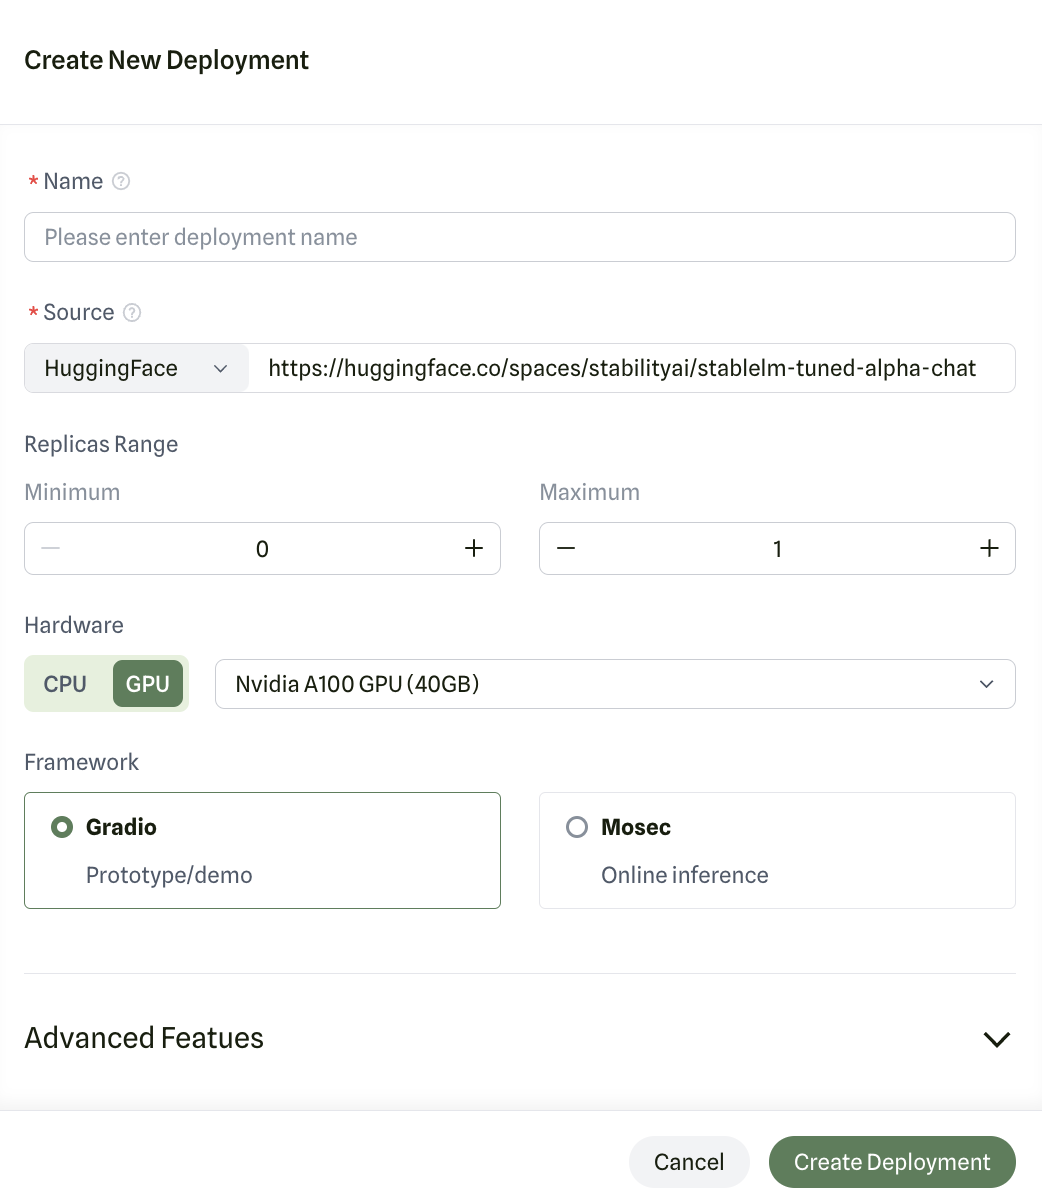 Create New Deployment
* Name ?
Please enter deployment name
* Source ?
HuggingFace https://huggingface.co/spaces/stabilityai/stablelm-tuned-alpha-chat
Replicas Range
Minimum Maximum
0 1
Hardware
CPU GPU Nvidia A100 GPU (40GB)
Framework
Gradio Mosec
Prototype/demo Online inference
Advanced Featues
Cancel Create Deployment